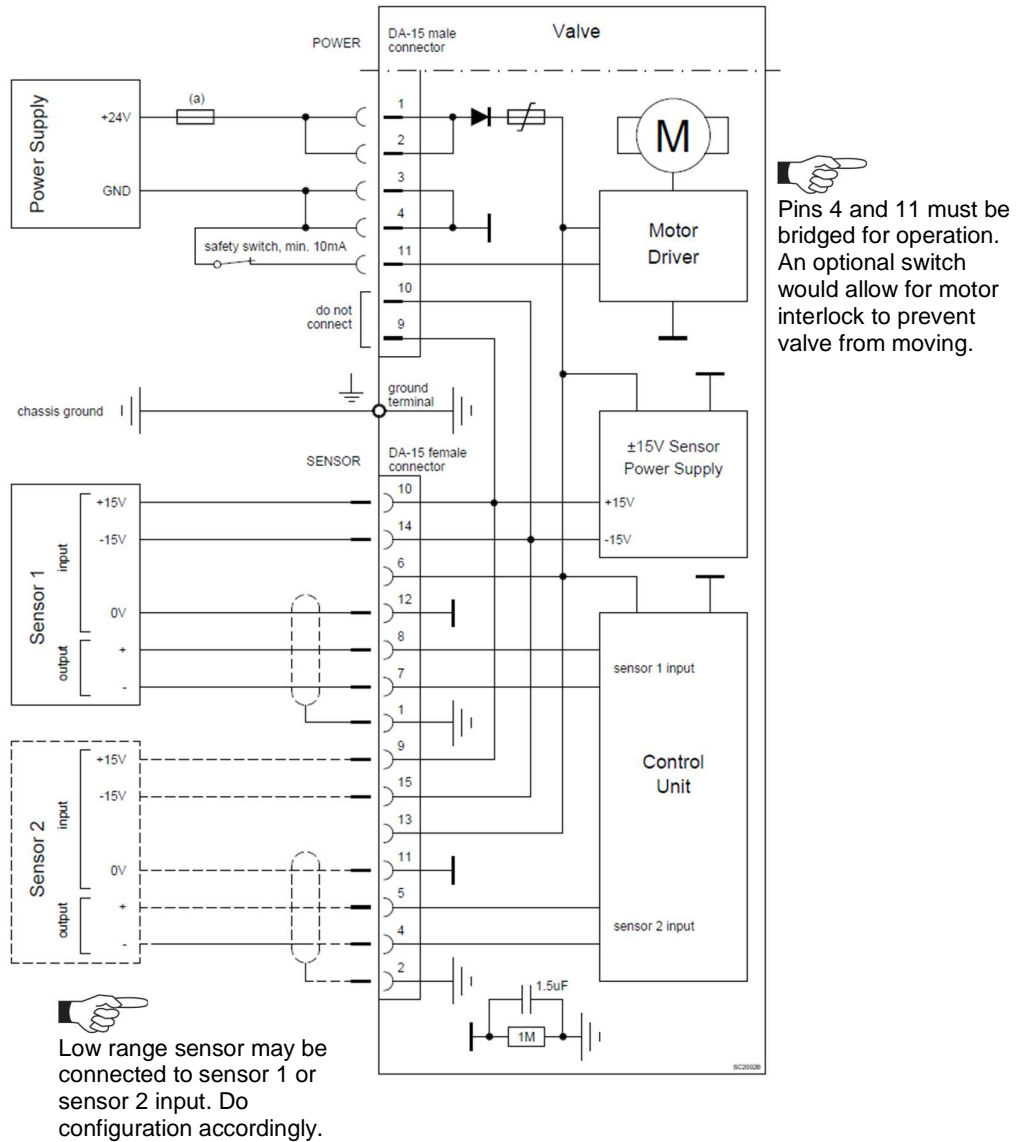 POWER
DA-15 male
connector
Valve
Power Supply
+24V
(a)
GND
safety switch, min. 10mA
do not
connect
1
2
3
4
11
10
9
M
Motor
Driver
Pins 4 and 11 must be
bridged for operation.
An optional switch
would allow for motor
interlock to prevent
valve from moving.
chassis ground
ground
terminal
SENSOR
DA-15 female
connector
±15V Sensor
Power Supply
+15V
-15V
Sensor 1
input
+15V
-15V
0V
output
+
-
10
14
6
12
8
7
1
sensor 1 input
Control
Unit
sensor 2 input
Sensor 2
input
+15V
-15V
0V
output
+
-
9
15
13
11
5
4
2
1.5uF
1M
SC2002B
Low range sensor may be
connected to sensor 1 or
sensor 2 input. Do
configuration accordingly.